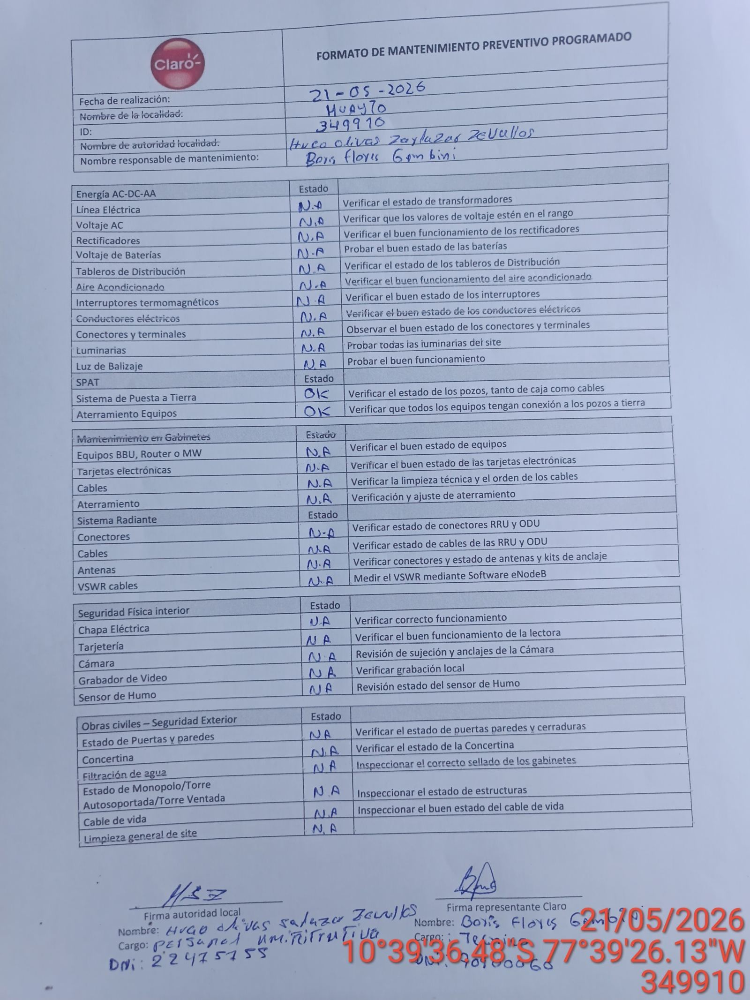 Claro
FORMATO DE MANTENIMIENTO PREVENTIVO PROGRAMADO
Fecha de realización: 21-05-2026
Nombre de la localidad: HUAYTO
ID: 349910
Nombre de autoridad localidad: Hugo Olivas Zaylazar Zevallos
Nombre responsable de mantenimiento: Boris Flores Gambini
Energía AC-DC-AA Estado
Línea Eléctrica N.A Verificar el estado de transformadores
Voltaje AC N.A Verificar que los valores de voltaje estén en el rango
Rectificadores N.A Verificar el buen funcionamiento de los rectificadores
Voltaje de Baterías N.A Probar el buen estado de las baterías
Tableros de Distribución N.A Verificar el estado de los tableros de Distribución
Aire Acondicionado N.A Verificar el buen funcionamiento del aire acondicionado
Interruptores termomagnéticos N.A Verificar el buen estado de los interruptores
Conductores eléctricos N.A Verificar el buen estado de los conductores eléctricos
Conectores y terminales N.A Observar el buen estado de los conectores y terminales
Luminarias N.A Probar todas las luminarias del site
Luz de Balizaje N.A Probar el buen funcionamiento
SPAT Estado
Sistema de Puesta a Tierra OK Verificar el estado de los pozos, tanto de caja como cables
Aterramiento Equipos OK Verificar que todos los equipos tengan conexión a los pozos a tierra
Mantenimiento en Gabinetes Estado
Equipos BBU, Router o MW N.A Verificar el buen estado de equipos
Tarjetas electrónicas N.A Verificar el buen estado de las tarjetas electrónicas
Cables N.A Verificar la limpieza técnica y el orden de los cables
Aterramiento N.A Verificación y ajuste de aterramiento
Sistema Radiante Estado
Conectores N-A Verificar estado de conectores RRU y ODU
Cables N.A Verificar estado de cables de las RRU y ODU
Antenas N.A Verificar conectores y estado de antenas y kits de anclaje
VSWR cables N.A Medir el VSWR mediante Software eNodeB
Seguridad Física interior Estado
Chapa Eléctrica N.A Verificar correcto funcionamiento
Tarjetería N A Verificar el buen funcionamiento de la lectora
Cámara N.A Revisión de sujeción y anclajes de la Cámara
Grabador de Video N A Verificar grabación local
Sensor de Humo N A Revisión estado del sensor de Humo
Obras civiles – Seguridad Exterior Estado
Estado de Puertas y paredes N A Verificar el estado de puertas paredes y cerraduras
Concertina N.A Verificar el estado de la Concertina
Filtración de agua N A Inspeccionar el correcto sellado de los gabinetes
Estado de Monopolo/Torre
Autosoportada/Torre Ventada N A Inspeccionar el estado de estructuras
Cable de vida N.A Inspeccionar el buen estado del cable de vida
Limpieza general de site N.A
HSZ
Firma autoridad local Firma representante Claro
Nombre: Hugo Olivas Salazar Zevallos Nombre: Boris Flores Gambini
Cargo: Personal Cargo: Tecnico
DNi: 22475755 DNi:
21/05/2026
10°39'36.48"S 77°39'26.13"W
349910